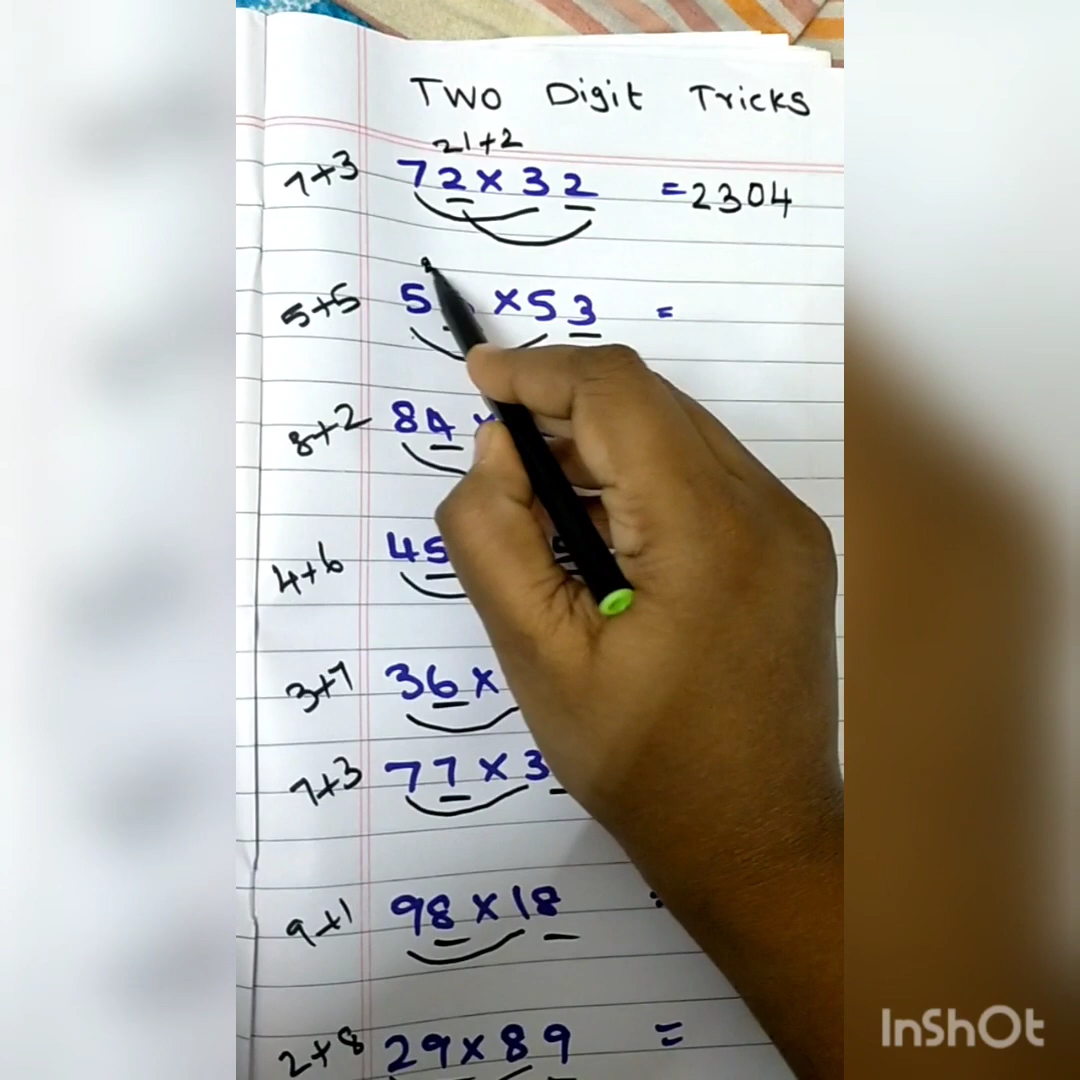 Two Digit Tricks
21+2
7+3 72×32 =2304
5+5 5 ×53 =
8+2 84×
4+6 45
3+7 36×
7+3 77×3
9+1 98×18
2+8 29×89 =
InShOt